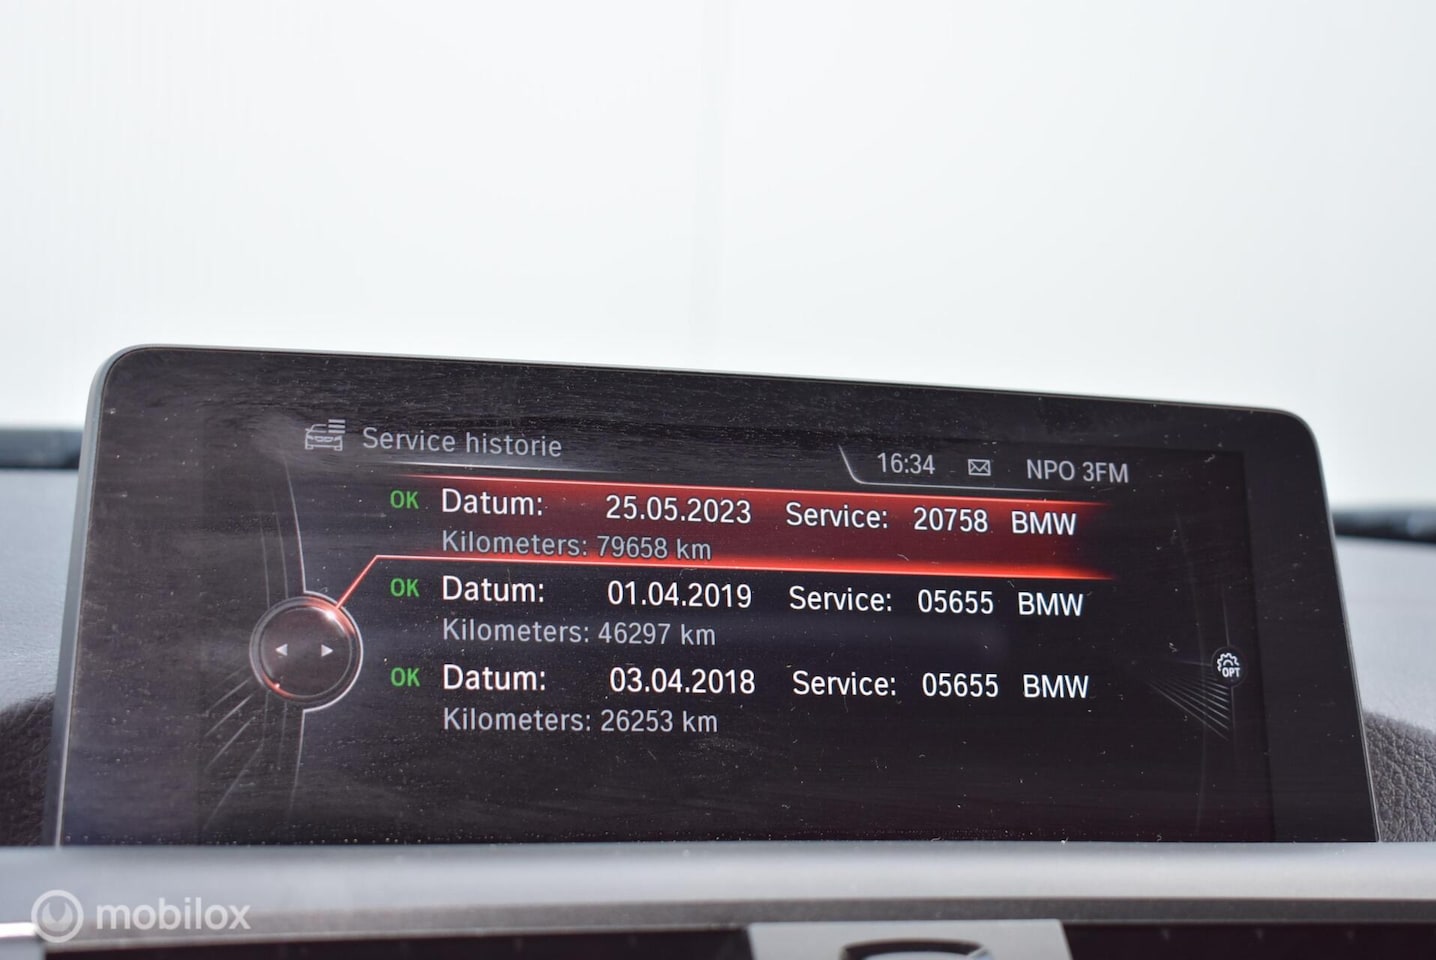 Service historie
16:34 NPO 3FM
OK Datum: 25.05.2023 Service: 20758 BMW
Kilometers: 79658 km
OK Datum: 01.04.2019 Service: 05655 BMW
Kilometers: 46297 km
OK Datum: 03.04.2018 Service: 05655 BMW
Kilometers: 26253 km
OPT
mobilox